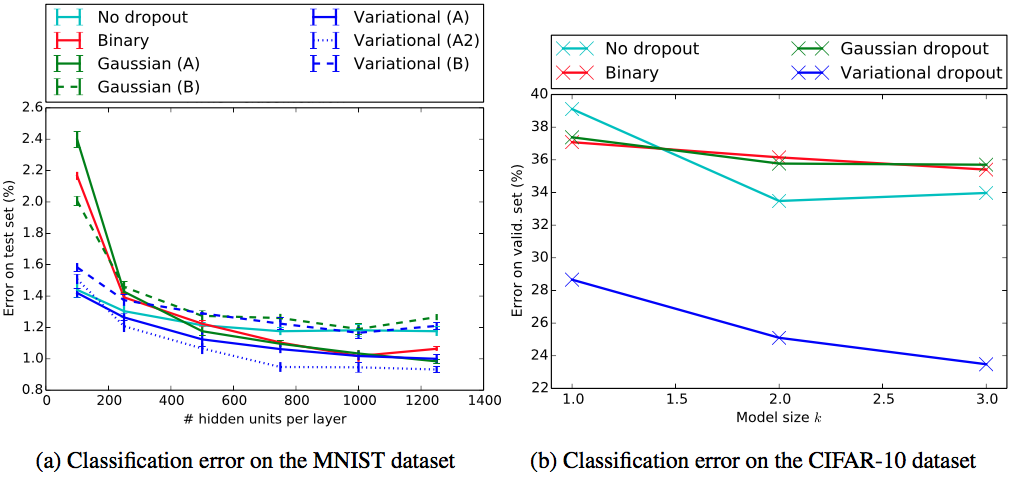 No dropout
Binary
Gaussian (A)
Gaussian (B)
Variational (A)
Variational (A2)
Variational (B)
2.6
2.4
2.2
2.0
1.8
1.6
1.4
1.2
1.0
0.8
Error on test set (%)
0 200 400 600 800 1000 1200 1400
# hidden units per layer
(a) Classification error on the MNIST dataset
No dropout
Binary
Gaussian dropout
Variational dropout
40
38
36
34
32
30
28
26
24
22
Error on valid. set (%)
1.0 1.5 2.0 2.5 3.0
Model size k
(b) Classification error on the CIFAR-10 dataset